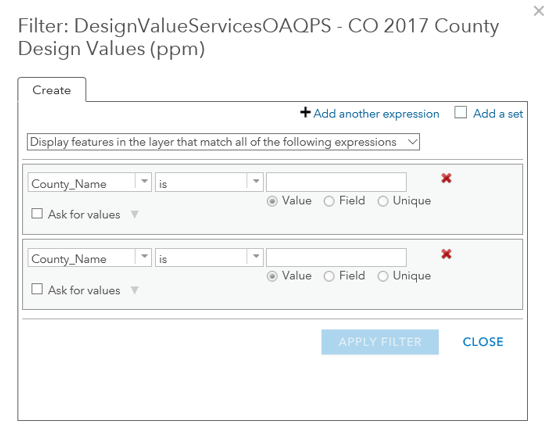 Filter: DesignValueServicesOAQPS - CO 2017 County
Design Values (ppm)
Create
Add another expression Add a set
Display features in the layer that match all of the following expressions
County_Name is
Value Field Unique
Ask for values
County_Name is
Value Field Unique
Ask for values
APPLY FILTER CLOSE